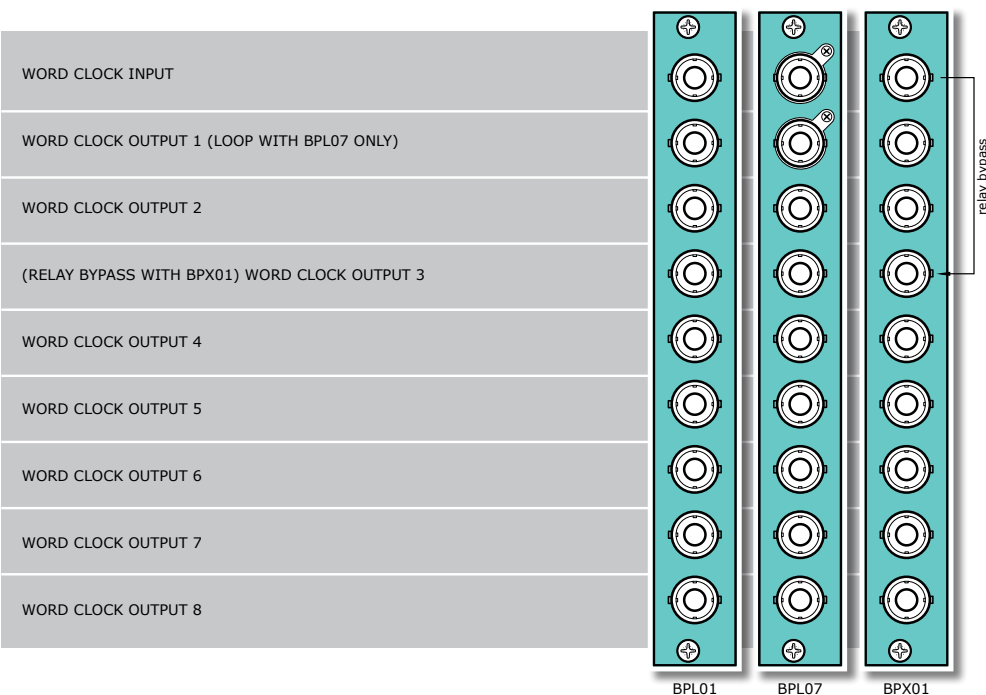 WORD CLOCK INPUT
WORD CLOCK OUTPUT 1 (LOOP WITH BPL07 ONLY)
WORD CLOCK OUTPUT 2
(RELAY BYPASS WITH BPX01) WORD CLOCK OUTPUT 3
WORD CLOCK OUTPUT 4
WORD CLOCK OUTPUT 5
WORD CLOCK OUTPUT 6
WORD CLOCK OUTPUT 7
WORD CLOCK OUTPUT 8
relay bypass
BPL01
BPL07
BPX01